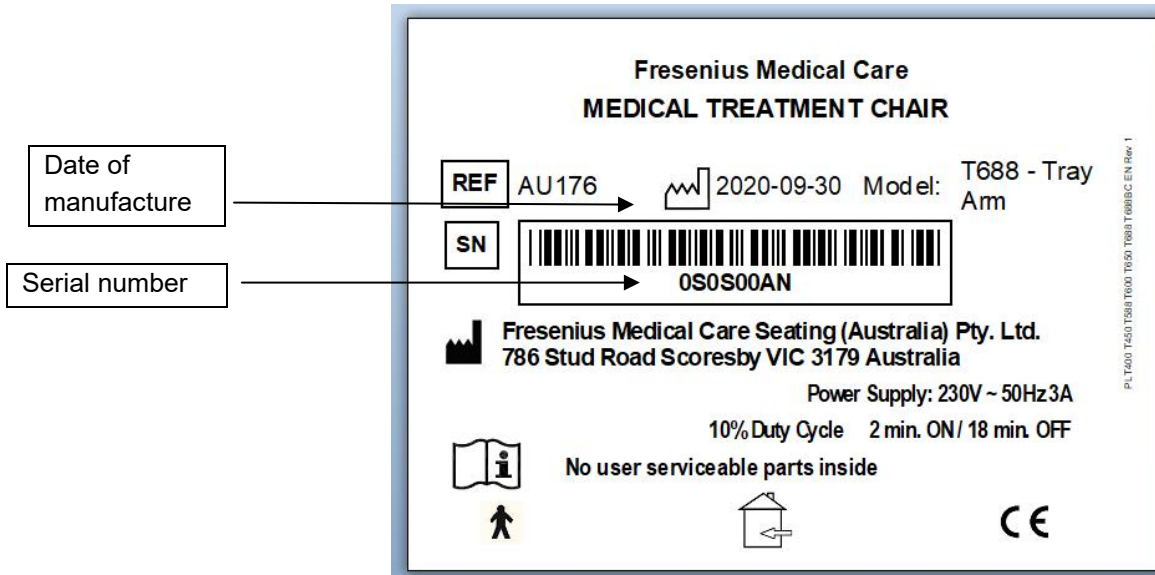 Fresenius Medical Care
MEDICAL TREATMENT CHAIR
Date of
manufacture
REF AU176 2020-09-30 Model: T688 - Tray
Arm
SN
0S0S00AN
Serial number
Fresenius Medical Care Seating (Australia) Pty. Ltd.
786 Stud Road Scoresby VIC 3179 Australia
Power Supply: 230V ~ 50Hz 3A
10% Duty Cycle 2 min. ON / 18 min. OFF
i No user serviceable parts inside
CE
PLT400 T450 T588 T600 T650 T688 T688BC EN Rev 1